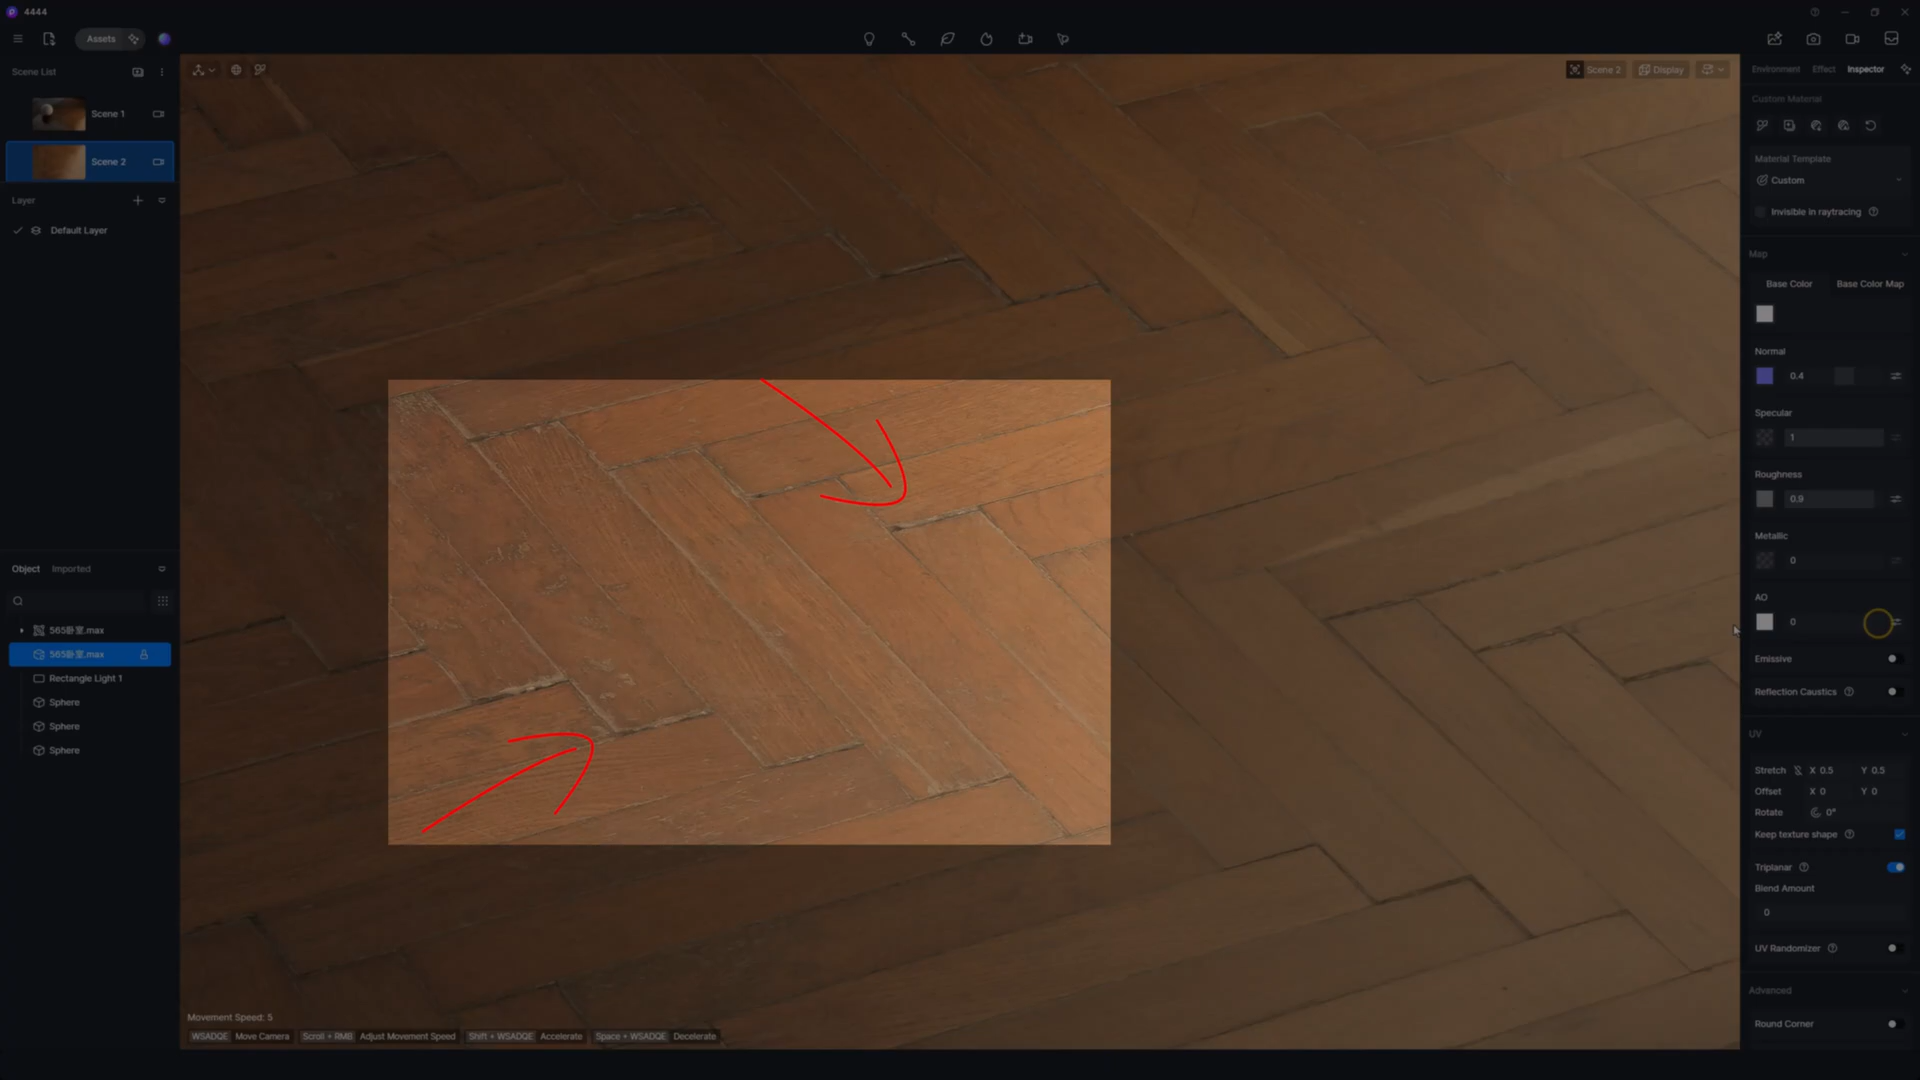 4444
Assets
Scene List
Scene 1
Scene 2
Layer
Default Layer
Object Imported
565卧室.max
565卧室.max
Rectangle Light 1
Sphere
Sphere
Sphere
Scene 2 Display
Movement Speed: 5
WSADQE Move Camera Scroll + RMB Adjust Movement Speed Shift + WSADQE Accelerate Space + WSADQE Decelerate
Environment Effect Inspector
Custom Material
Material Template
Custom
Invisible in raytracing
Map
Base Color Base Color Map
Normal
0.4
Specular
1
Roughness
0.9
Metallic
0
AO
0
Emissive
Reflection Caustics
UV
Stretch X 0.5 Y 0.5
Offset X 0 Y 0
Rotate 0°
Keep texture shape
Triplanar
Blend Amount
0
UV Randomizer
Advanced
Round Corner